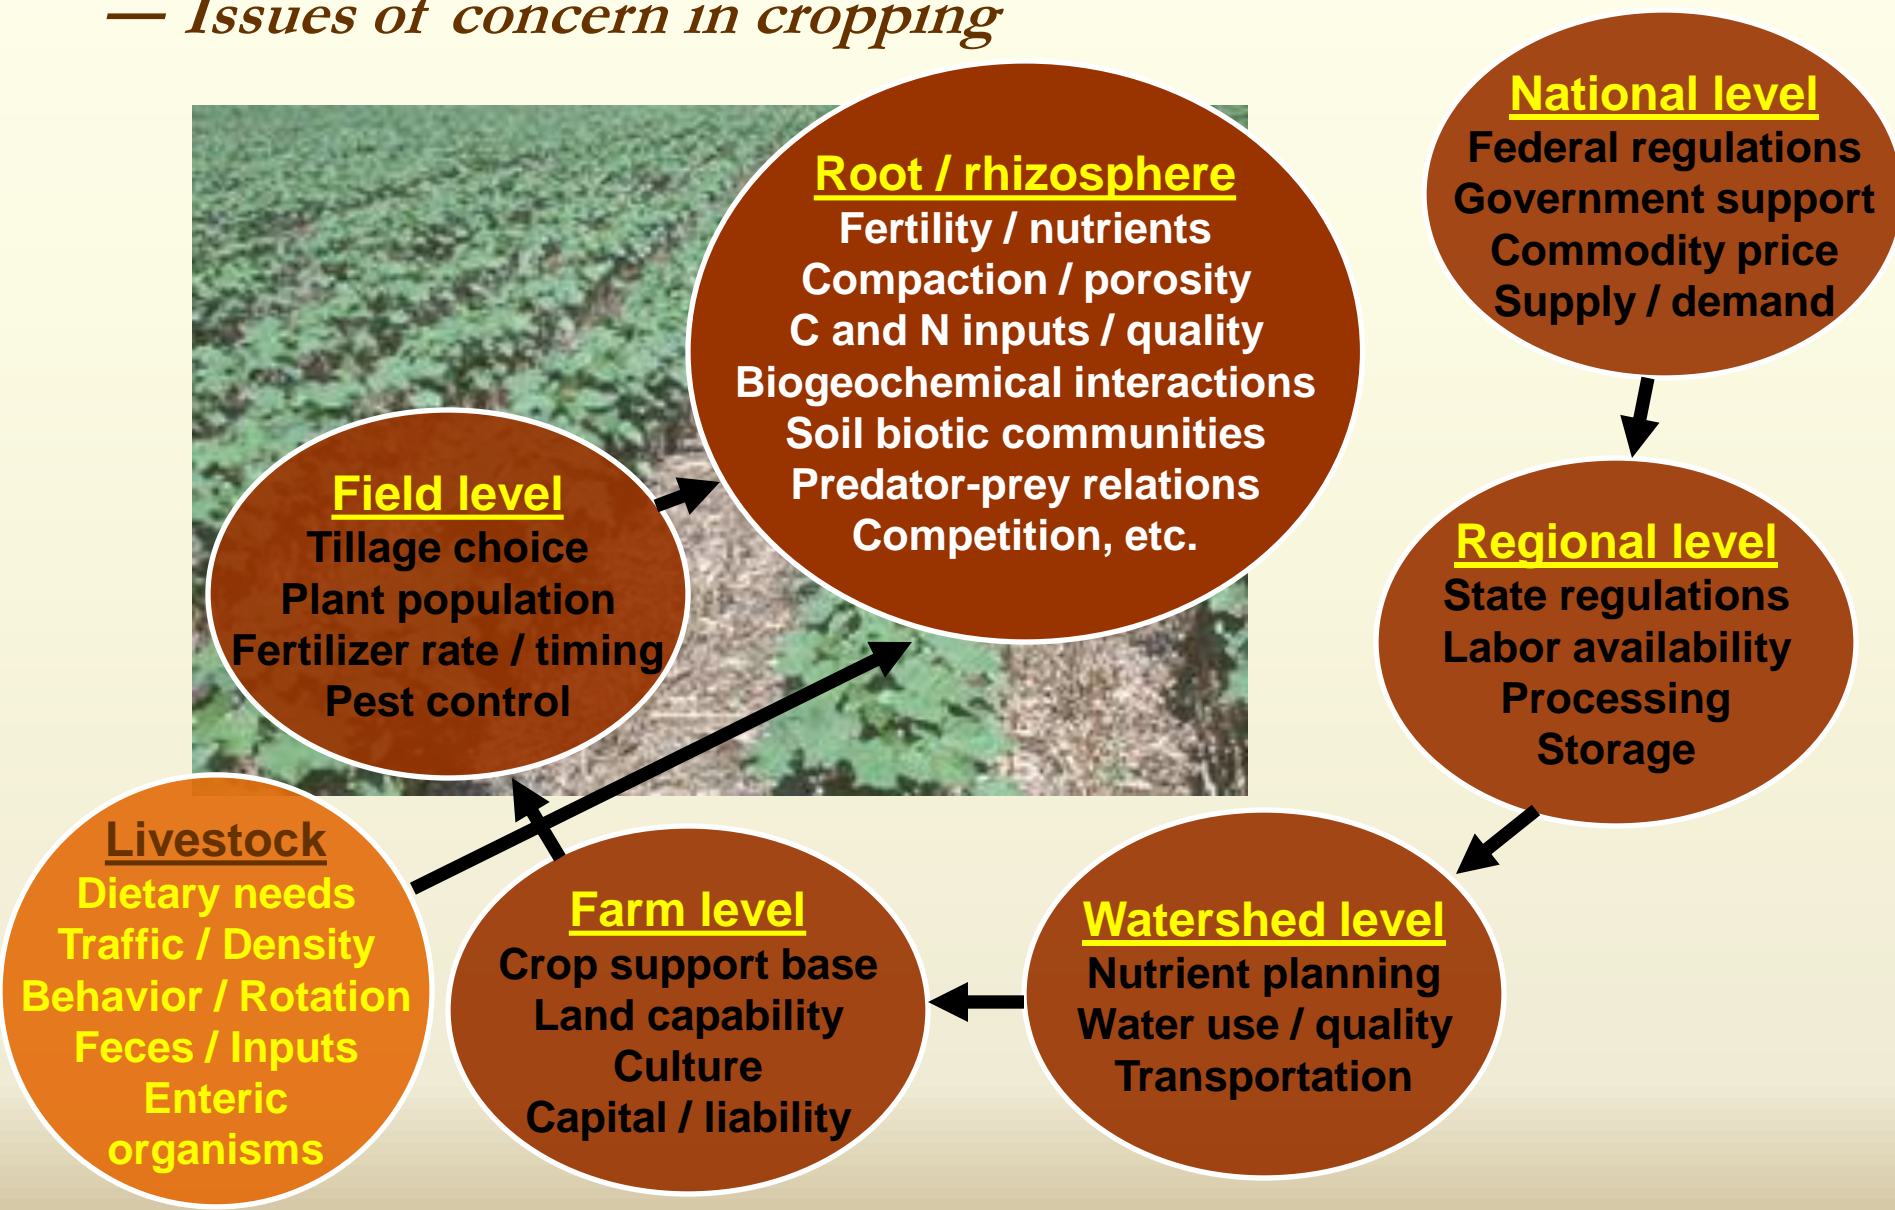 — Issues of concern in cropping
National level
Federal regulations
Government support
Commodity price
Supply / demand
Root / rhizosphere
Fertility / nutrients
Compaction / porosity
C and N inputs / quality
Biogeochemical interactions
Soil biotic communities
Predator-prey relations
Competition, etc.
Field level
Tillage choice
Plant population
Fertilizer rate / timing
Pest control
Regional level
State regulations
Labor availability
Processing
Storage
Livestock
Dietary needs
Traffic / Density
Behavior / Rotation
Feces / Inputs
Enteric
organisms
Farm level
Crop support base
Land capability
Culture
Capital / liability
Watershed level
Nutrient planning
Water use / quality
Transportation